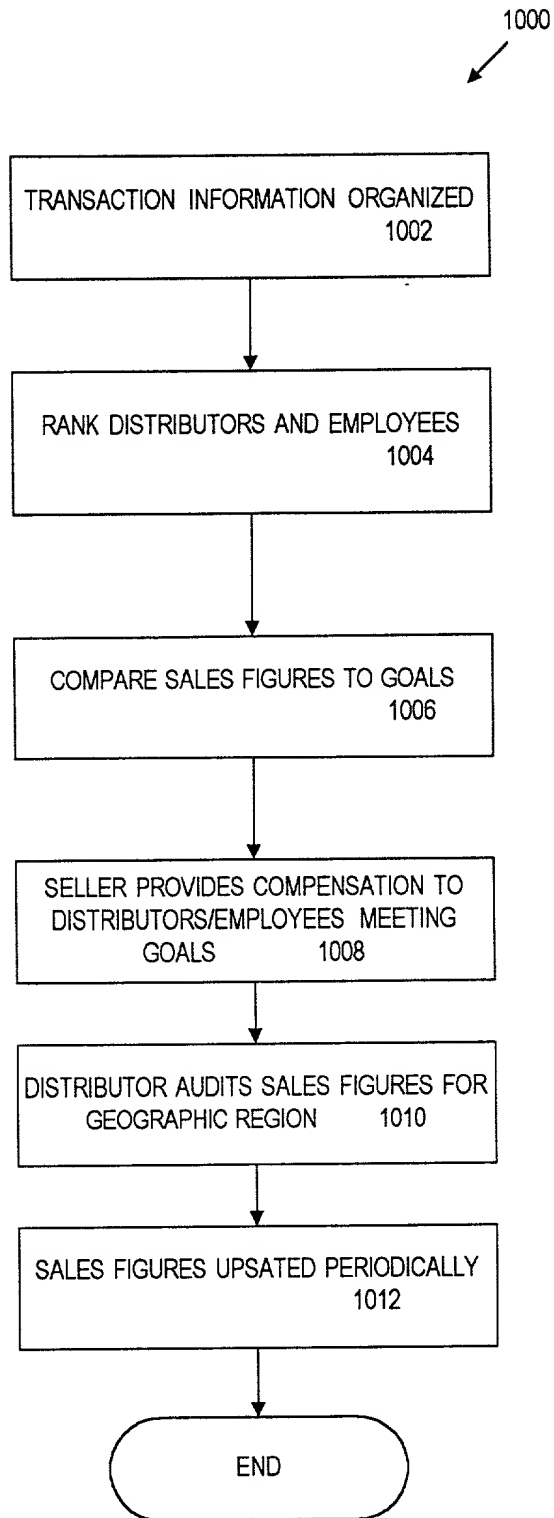 1000
TRANSACTION INFORMATION ORGANIZED
1002
RANK DISTRIBUTORS AND EMPLOYEES
1004
COMPARE SALES FIGURES TO GOALS
1006
SELLER PROVIDES COMPENSATION TO
DISTRIBUTORS/EMPLOYEES MEETING
GOALS 1008
DISTRIBUTOR AUDITS SALES FIGURES FOR
GEOGRAPHIC REGION 1010
SALES FIGURES UPSATED PERIODICALLY
1012
END